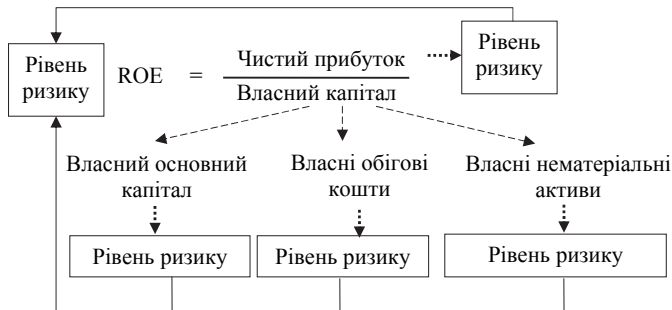 Рівень
ризику
ROE = Чистий прибуток
Власний капітал
Рівень
ризику
Власний основний
капітал
Власні обігові
кошти
Власні нематеріальні
активи
Рівень ризику
Рівень ризику
Рівень ризику